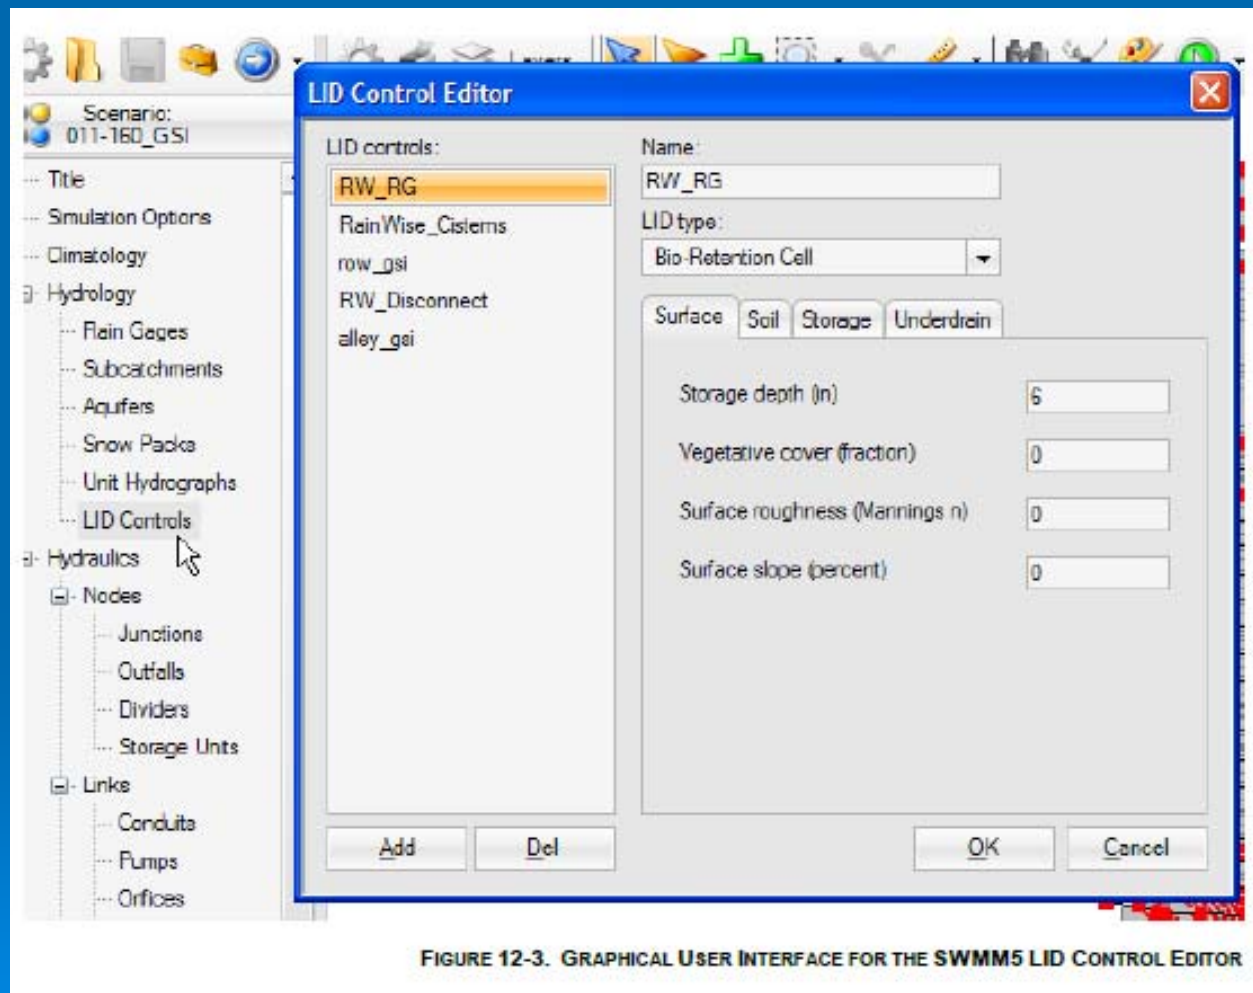 Scenario:
011-160_GSI
Title
Simulation Options
Climatology
Hydrology
Rain Gages
Subcatchments
Aquifers
Snow Packs
Unit Hydrographs
LID Controls
Hydraulics
Nodes
Junctions
Outfalls
Dividers
Storage Units
Links
Conduits
Pumps
Orifices
LID Control Editor
LID controls:
RW_RG
RainWise_Cisterns
row_gsi
RW_Disconnect
alley_gsi
Add
Del
Name:
RW_RG
LID type:
Bio-Retention Cell
Surface
Soil
Storage
Underdrain
Storage depth (in)
6
Vegetative cover (fraction)
0
Surface roughness (Mannings n)
0
Surface slope (percent)
0
OK
Cancel
FIGURE 12-3. GRAPHICAL USER INTERFACE FOR THE SWMM5 LID CONTROL EDITOR